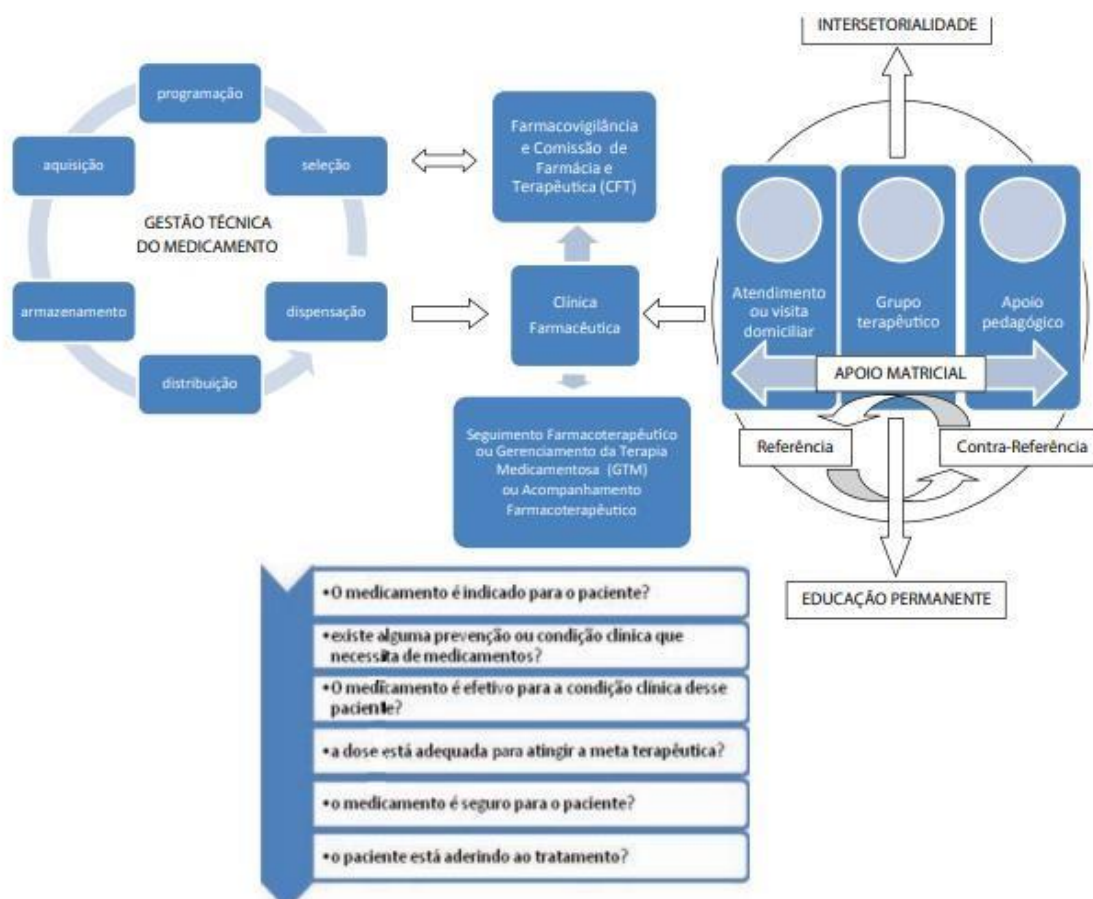 INTERSETORIALIDADE
programação
aquisição
seleção
GESTÃO TÉCNICA
DO MEDICAMENTO
armazenamento
dispensação
distribuição
Farmacovigilância
e Comissão de
Farmácia e
Terapêutica (CFT)
Clínica
Farmacêutica
Seguimento Farmacoterapêutico
ou Gerenciamento da Terapia
Medicamentosa (GTM)
ou Acompanhamento
Farmacoterapêutico
Atendimento
ou visita
domiciliar
Grupo
terapêutico
Apoio
pedagógico
APOIO MATRICIAL
Referência
Contra-Referência
EDUCAÇÃO PERMANENTE
•O medicamento é indicado para o paciente?
•existe alguma prevenção ou condição clínica que
necessita de medicamentos?
•O medicamento é efetivo para a condição clínica desse
paciente?
•a dose está adequada para atingir a meta terapêutica?
•o medicamento é seguro para o paciente?
•o paciente está aderindo ao tratamento?